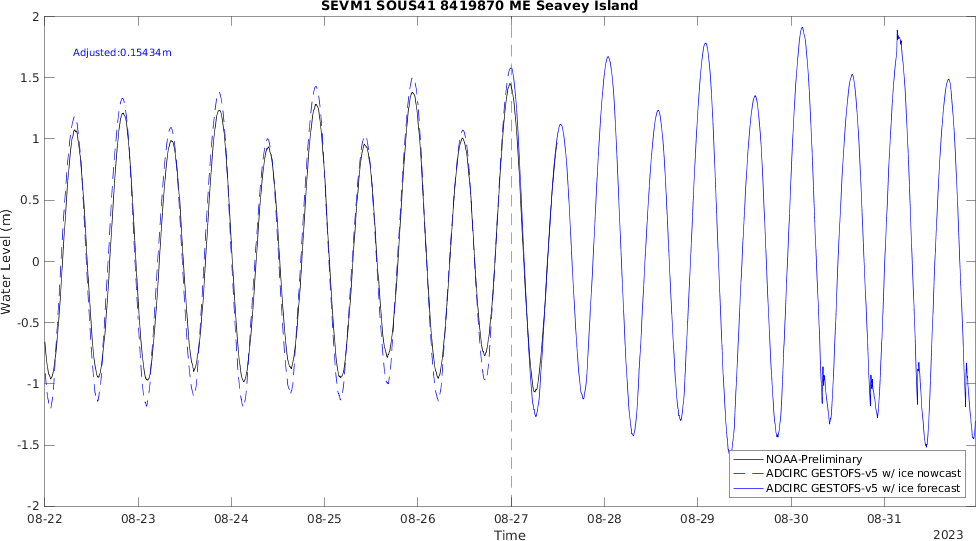 SEVM1 SOUS41 8419870 ME Seavey Island
Adjusted:0.15434m
Water Level (m)
2
1.5
1
0.5
0
-0.5
-1
-1.5
-2
NOAA-Preliminary
ADCIRC GESTOFS-v5 w/ ice nowcast
ADCIRC GESTOFS-v5 w/ ice forecast
08-22 08-23 08-24 08-25 08-26 08-27 08-28 08-29 08-30 08-31
Time
2023